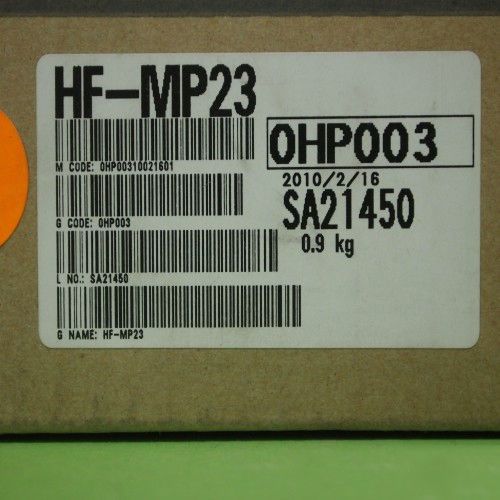 HF-MP23
0HP003
M CODE: 0HP00310021601
2010/2/16
SA21450
G CODE: 0HP003
0.9 kg
L NO.: SA21450
G NAME: HF-MP23